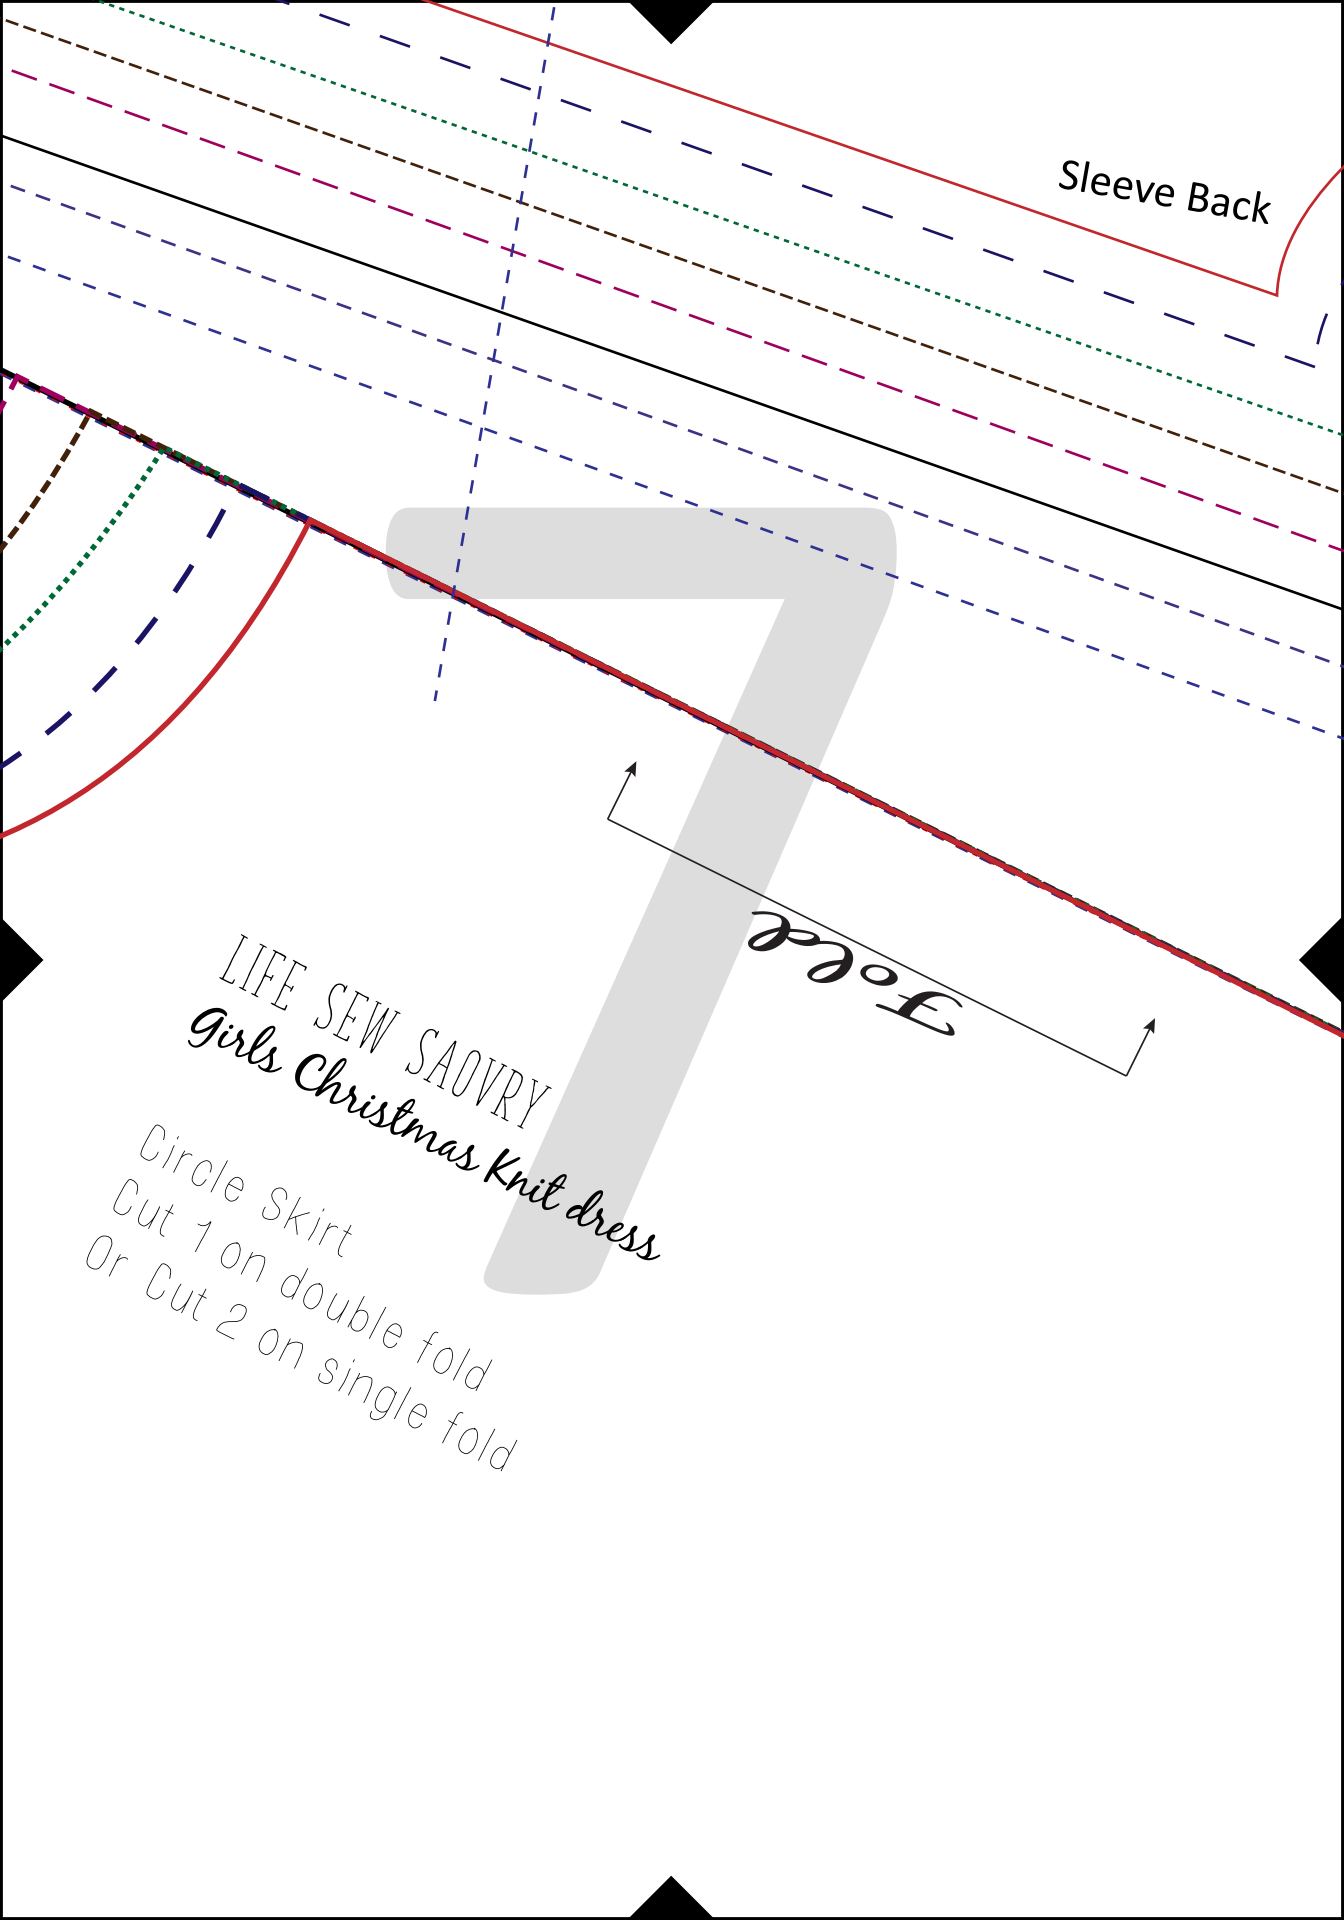 Sleeve Back
7
Fold
LIFE SEW SAOVRY
Girls Christmas Knit dress
Circle Skirt
Cut 1 on double fold
Or Cut 2 on single fold